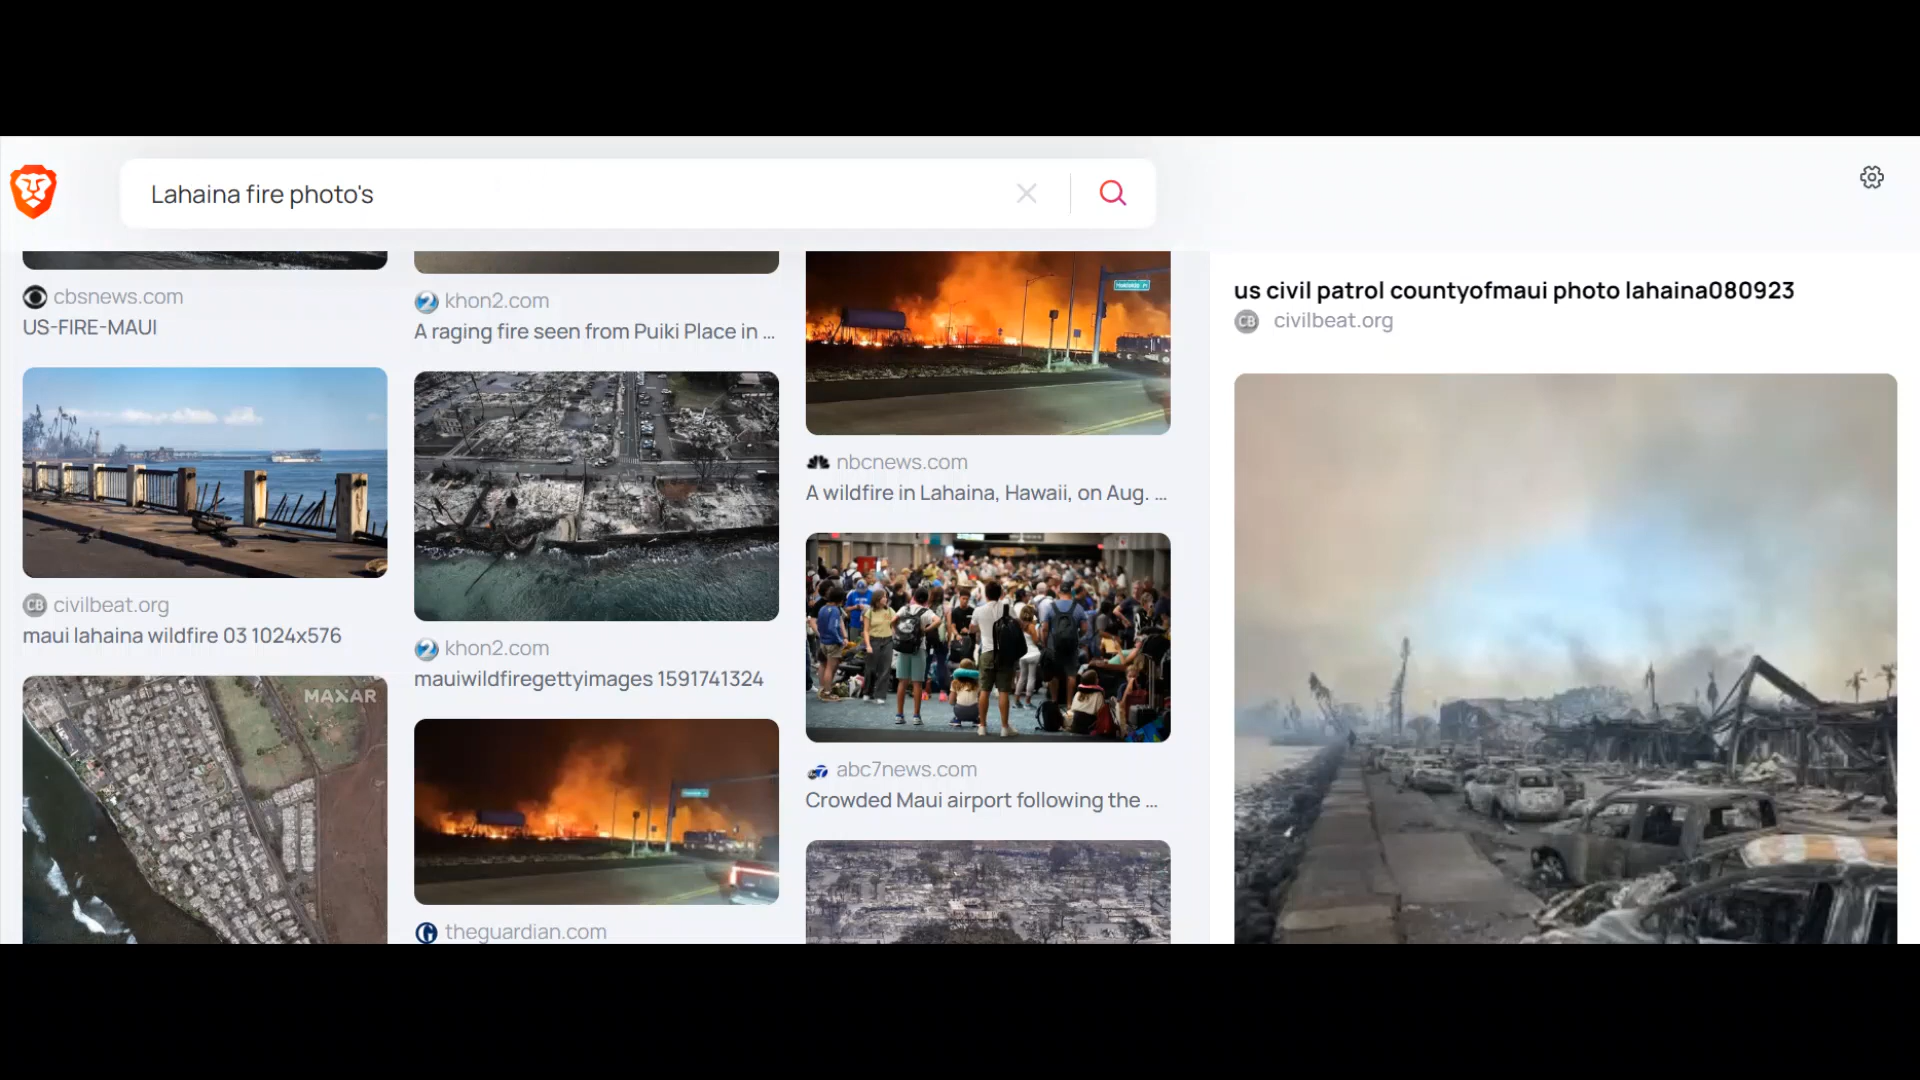 Lahaina fire photo's
cbsnews.com
US-FIRE-MAUI
civilbeat.org
maui lahaina wildfire 03 1024x576
MAXAR
khon2.com
A raging fire seen from Puiki Place in ...
khon2.com
mauiwildfiregettyimages 1591741324
theguardian.com
nbcnews.com
A wildfire in Lahaina, Hawaii, on Aug. ...
abc7news.com
Crowded Maui airport following the ...
us civil patrol countyofmaui photo lahaina080923
CB civilbeat.org